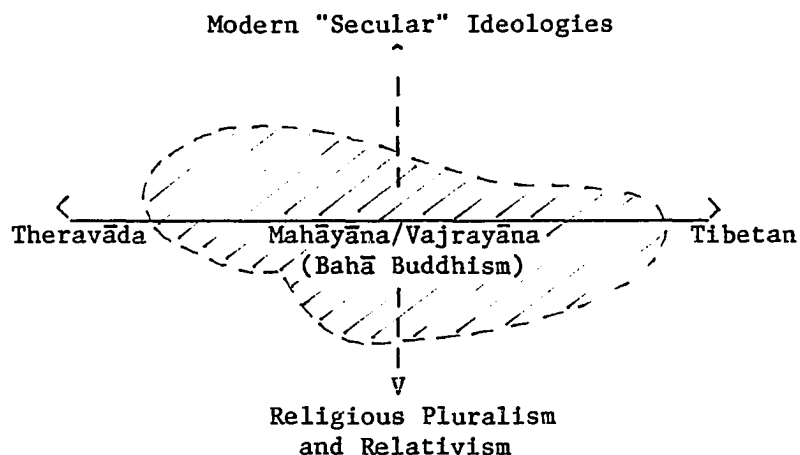 Modern "Secular" Ideologies
Theravāda Mahāyāna/Vajrayāna Tibetan
(Bahā Buddhism)
Religious Pluralism
and Relativism